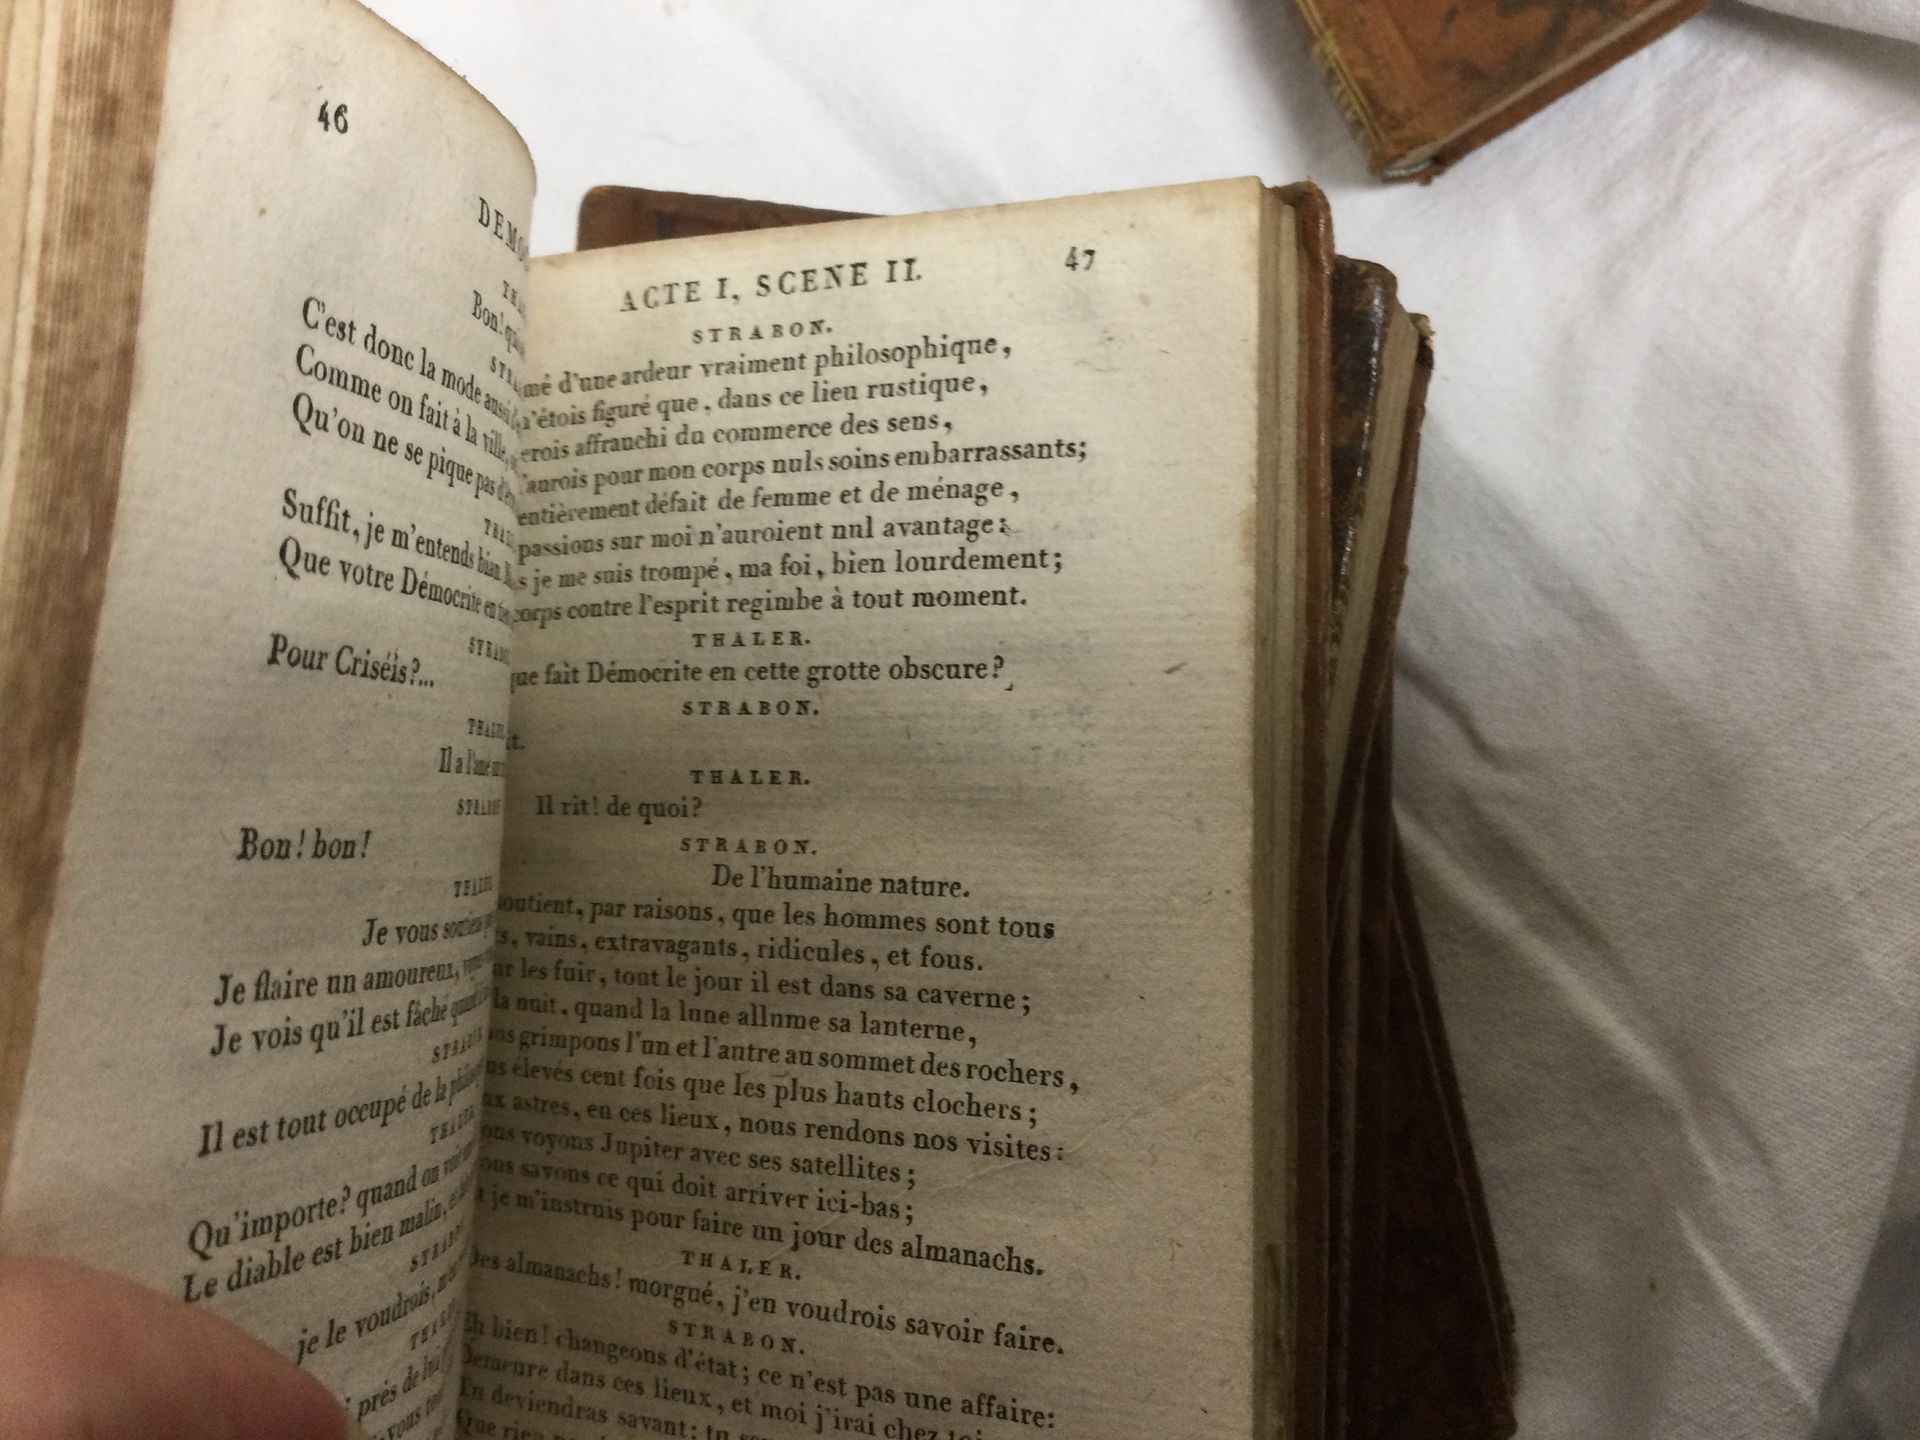 46
C'est donc la mode
Comme on fait à la ville,
Qu'on ne se pique pas
Suffit, je m'entends bien
Que votre Démocrite
Pour Criséis?...
THALER
Il a l'ame
Bon! bon!
Je vous soutien
Je flaire un amoureux,
Je vois qu'il est fâché
Il est tout occupé de la
THALER
Qu'importe? quand on
Le diable est bien malin,
je le voudrois,
près de lui
ACTE I, SCENE II. 47
STRABON.
d'une ardeur vraiment philosophique,
figuré que, dans ce lieu rustique,
affranchi du commerce des sens,
pour mon corps nuls soins embarrassants;
entièrement défait de femme et de ménage,
passions sur moi n'auroient nul avantage:
je me suis trompé, ma foi, bien lourdement;
corps contre l'esprit regimbe à tout moment.
THALER.
fait Démocrite en cette grotte obscure?
STRABON.
THALER.
Il rit! de quoi?
STRABON.
De l'humaine nature.
par raisons, que les hommes sont tous
vains, extravagants, ridicules, et fous.
les fuir, tout le jour il est dans sa caverne;
la nuit, quand la lune allume sa lanterne,
grimpons l'un et l'autre au sommet des rochers,
élevés cent fois que les plus hauts clochers;
astres, en ces lieux, nous rendons nos visites:
voyons Jupiter avec ses satellites;
savons ce qui doit arriver ici-bas;
je m'instruis pour faire un jour des almanachs.
THALER.
Des almanachs! morgué, j'en voudrois savoir faire.
STRABON.
Eh bien! changeons d'état; ce n'est pas une affaire:
Demeure dans ces lieux, et moi j'irai chez toi
Tu deviendras savant; tu
Que rien